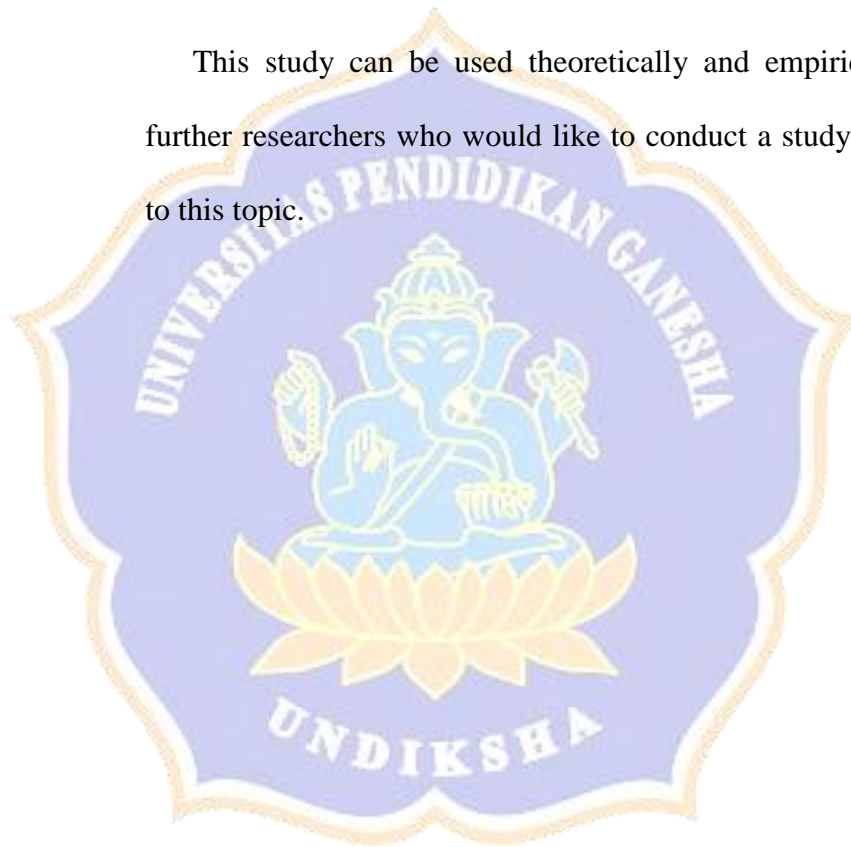 This study can be used theoretically and empiric
further researchers who would like to conduct a study
to this topic.
UNIVERSITAS PENDIDIKAN GANESHA
UNDIKSHA